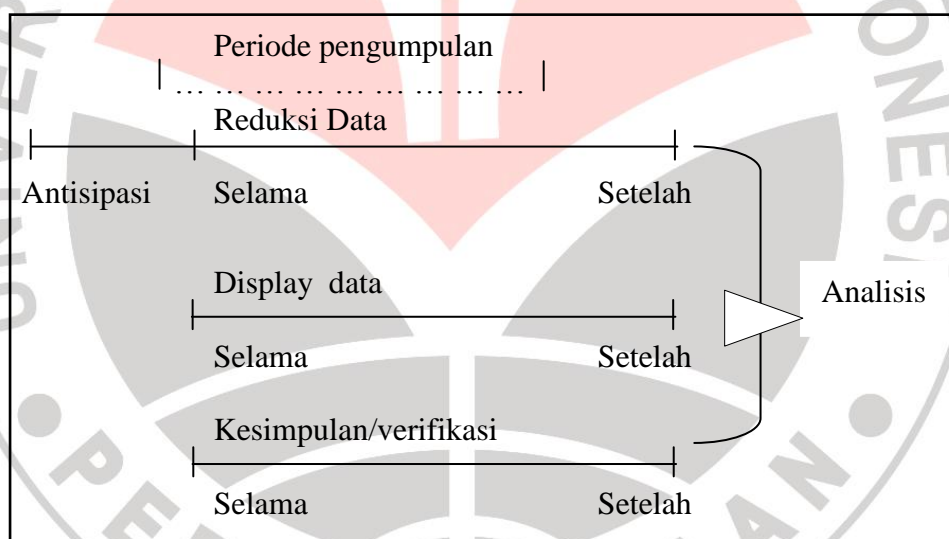 Periode pengumpulan
… … … … … … … … …
Reduksi Data
Antisipasi Selama Setelah
Display data
Analisis
Selama Setelah
Kesimpulan/verifikasi
Selama Setelah